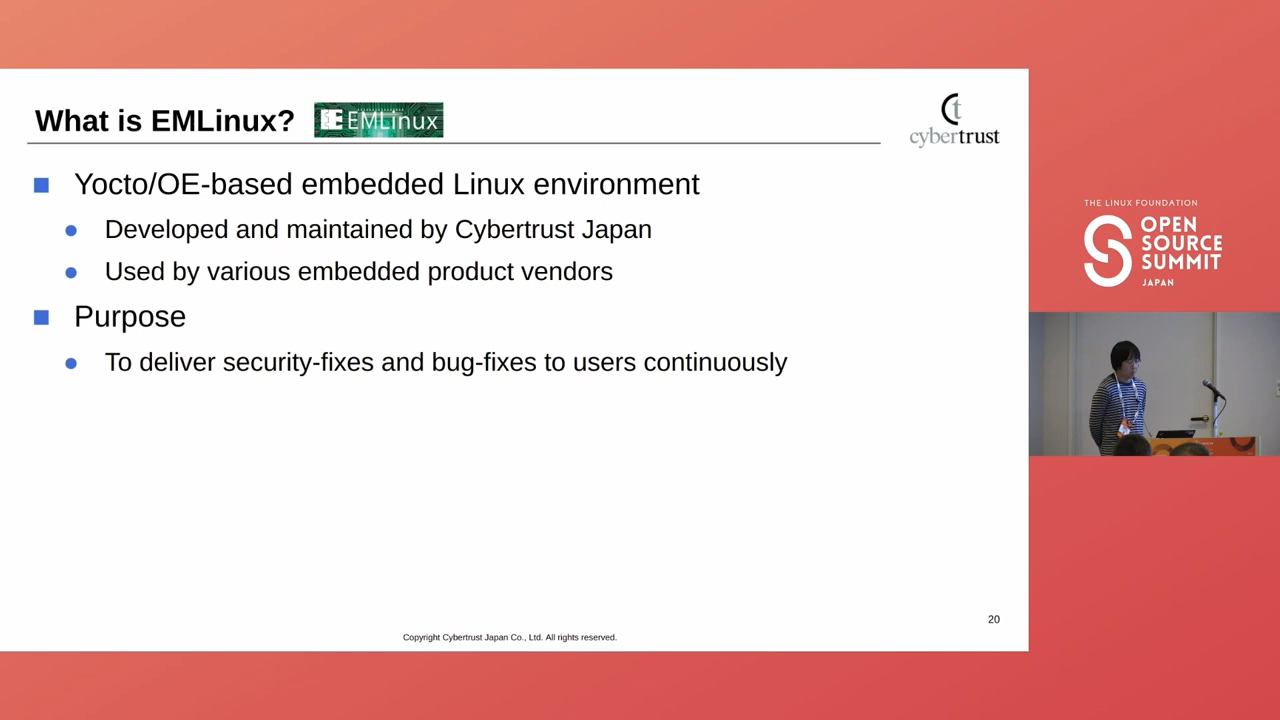 What is EMLinux?
EMLinux
cybertrust
Yocto/OE-based embedded Linux environment
Developed and maintained by Cybertrust Japan
Used by various embedded product vendors
Purpose
To deliver security-fixes and bug-fixes to users continuously
20
Copyright Cybertrust Japan Co., Ltd. All rights reserved.
THE LINUX FOUNDATION
OPEN
SOURCE
SUMMIT
JAPAN